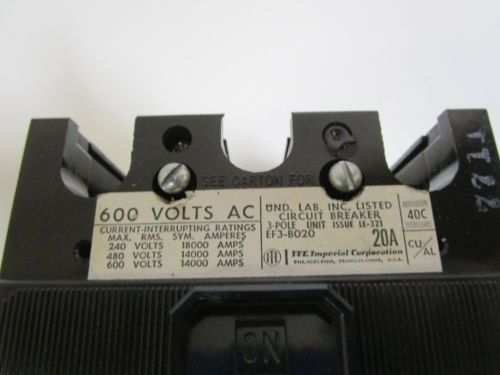 SEE CARTON FOR
600 VOLTS AC
CURRENT-INTERRUPTING RATINGS
MAX. RMS. SYM. AMPERES
240 VOLTS 18000 AMPS
480 VOLTS 14000 AMPS
600 VOLTS 14000 AMPS
UND. LAB. INC. LISTED
CIRCUIT BREAKER
3-POLE UNIT ISSUE LE-321
EF3-B020
20A
ITE Imperial Corporation
PHILADELPHIA, PENNSYLVANIA, U.S.A.
40C
CU/
AL
ITE
ON